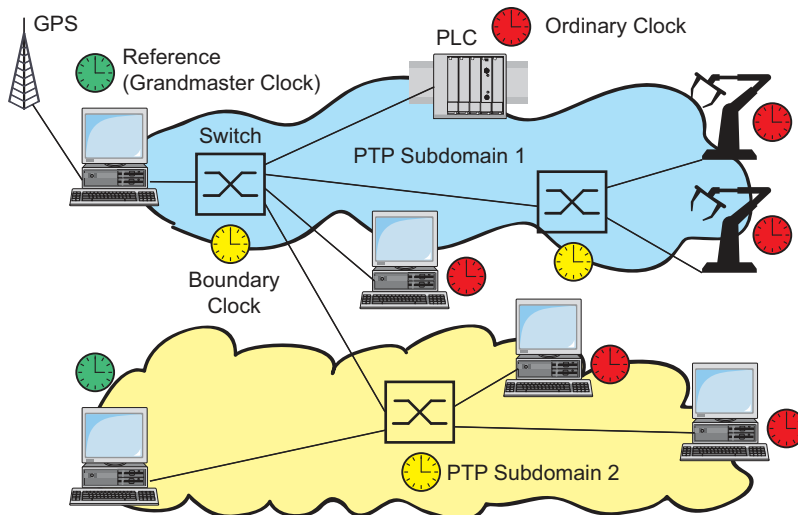 GPS
PLC
Ordinary Clock
Reference
(Grandmaster Clock)
Switch
PTP Subdomain 1
Boundary
Clock
PTP Subdomain 2